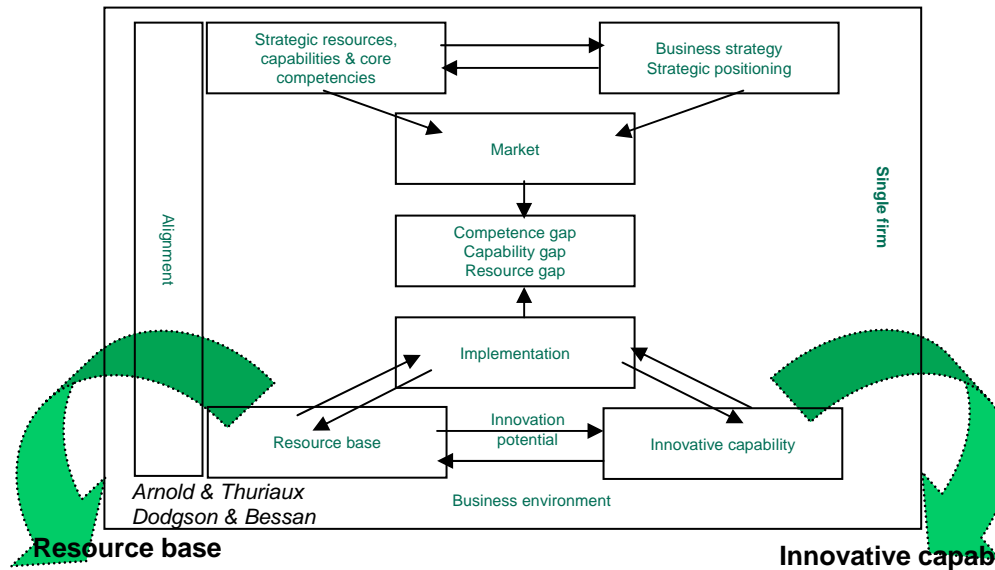 Strategic resources,
capabilities & core
competencies
Business strategy
Strategic positioning
Market
Single firm
Alignment
Competence gap
Capability gap
Resource gap
Implementation
Innovation
potential
Resource base
Innovative capability
Arnold & Thuriaux
Dodgson & Bessan
Business environment
Resource base
Innovative capab